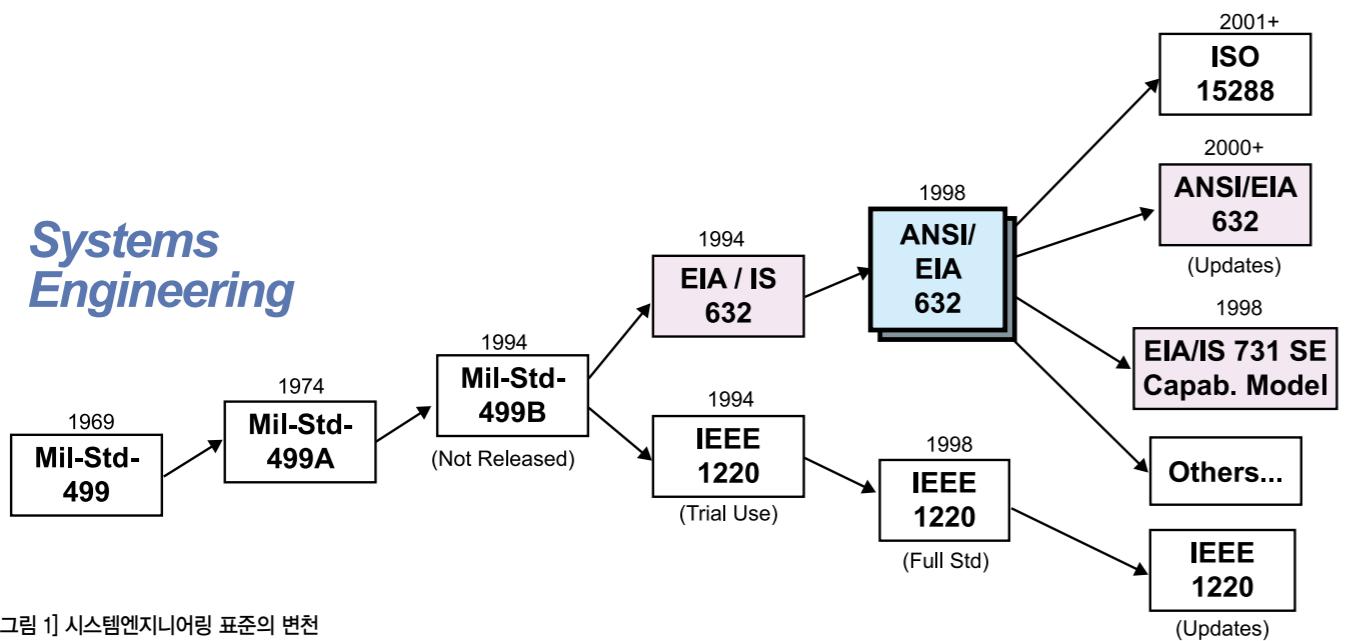 Systems
Engineering
1969
Mil-Std-
499
1974
Mil-Std-
499A
1994
Mil-Std-
499B
(Not Released)
1994
EIA / IS
632
1994
IEEE
1220
(Trial Use)
1998
ANSI/
EIA
632
1998
IEEE
1220
(Full Std)
2001+
ISO
15288
2000+
ANSI/EIA
632
(Updates)
1998
EIA/IS 731 SE
Capab. Model
Others...
IEEE
1220
(Updates)
그림 1] 시스템엔지니어링 표준의 변천